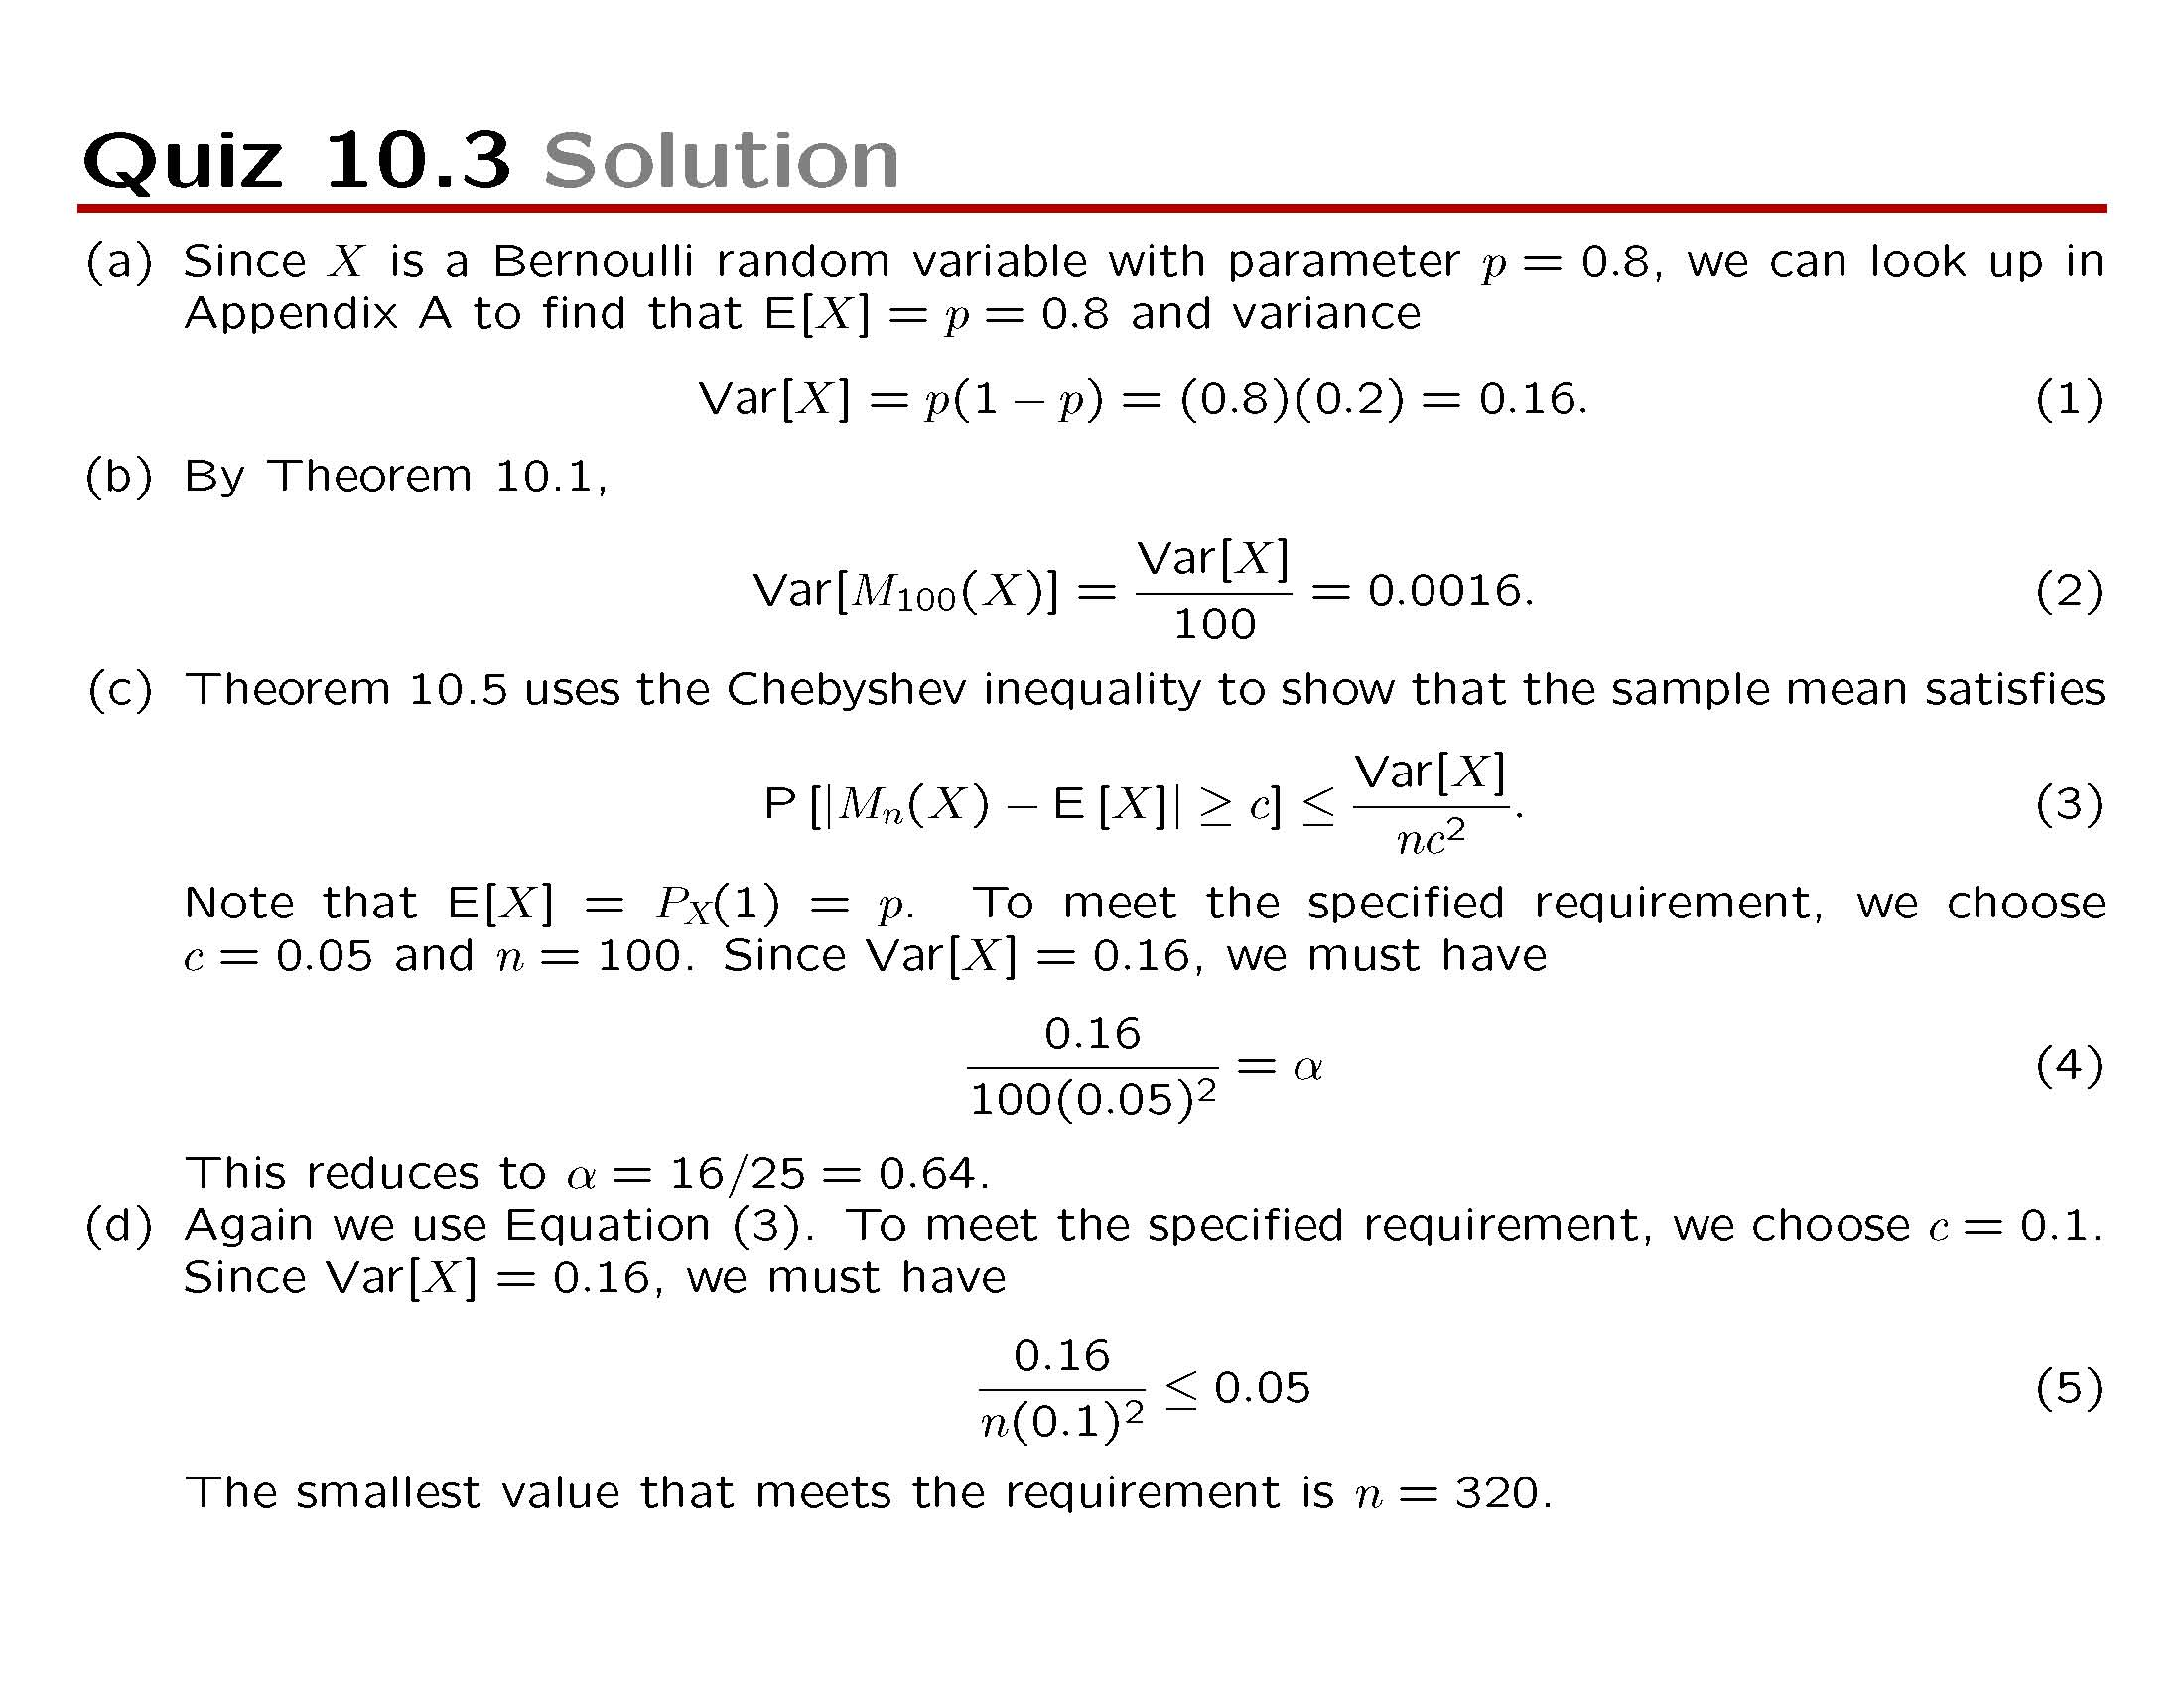 Quiz 10.3 Solution
(a) Since X is a Bernoulli random variable with parameter p = 0.8, we can look up in
Appendix A to find that E[X] = p = 0.8 and variance
Var[X] = p(1 − p) = (0.8)(0.2) = 0.16. (1)
(b) By Theorem 10.1,
Var[M₁₀₀(X)] = Var[X]/100 = 0.0016. (2)
(c) Theorem 10.5 uses the Chebyshev inequality to show that the sample mean satisfies
P [|Mₙ(X) − E [X]| ≥ c] ≤ Var[X]/nc². (3)
Note that E[X] = P_X(1) = p. To meet the specified requirement, we choose
c = 0.05 and n = 100. Since Var[X] = 0.16, we must have
0.16/100(0.05)² = α (4)
This reduces to α = 16/25 = 0.64.
(d) Again we use Equation (3). To meet the specified requirement, we choose c = 0.1.
Since Var[X] = 0.16, we must have
0.16/n(0.1)² ≤ 0.05 (5)
The smallest value that meets the requirement is n = 320.